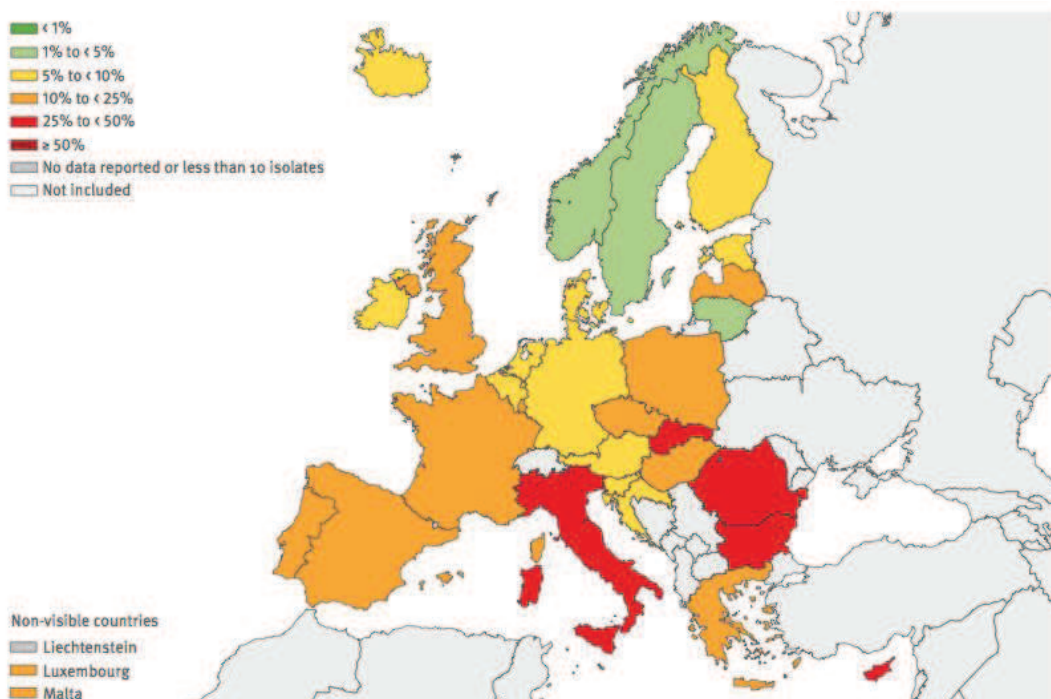 < 1%
1% to < 5%
5% to < 10%
10% to < 25%
25% to < 50%
≥ 50%
No data reported or less than 10 isolates
Not included
Non-visible countries
Liechtenstein
Luxembourg
Malta